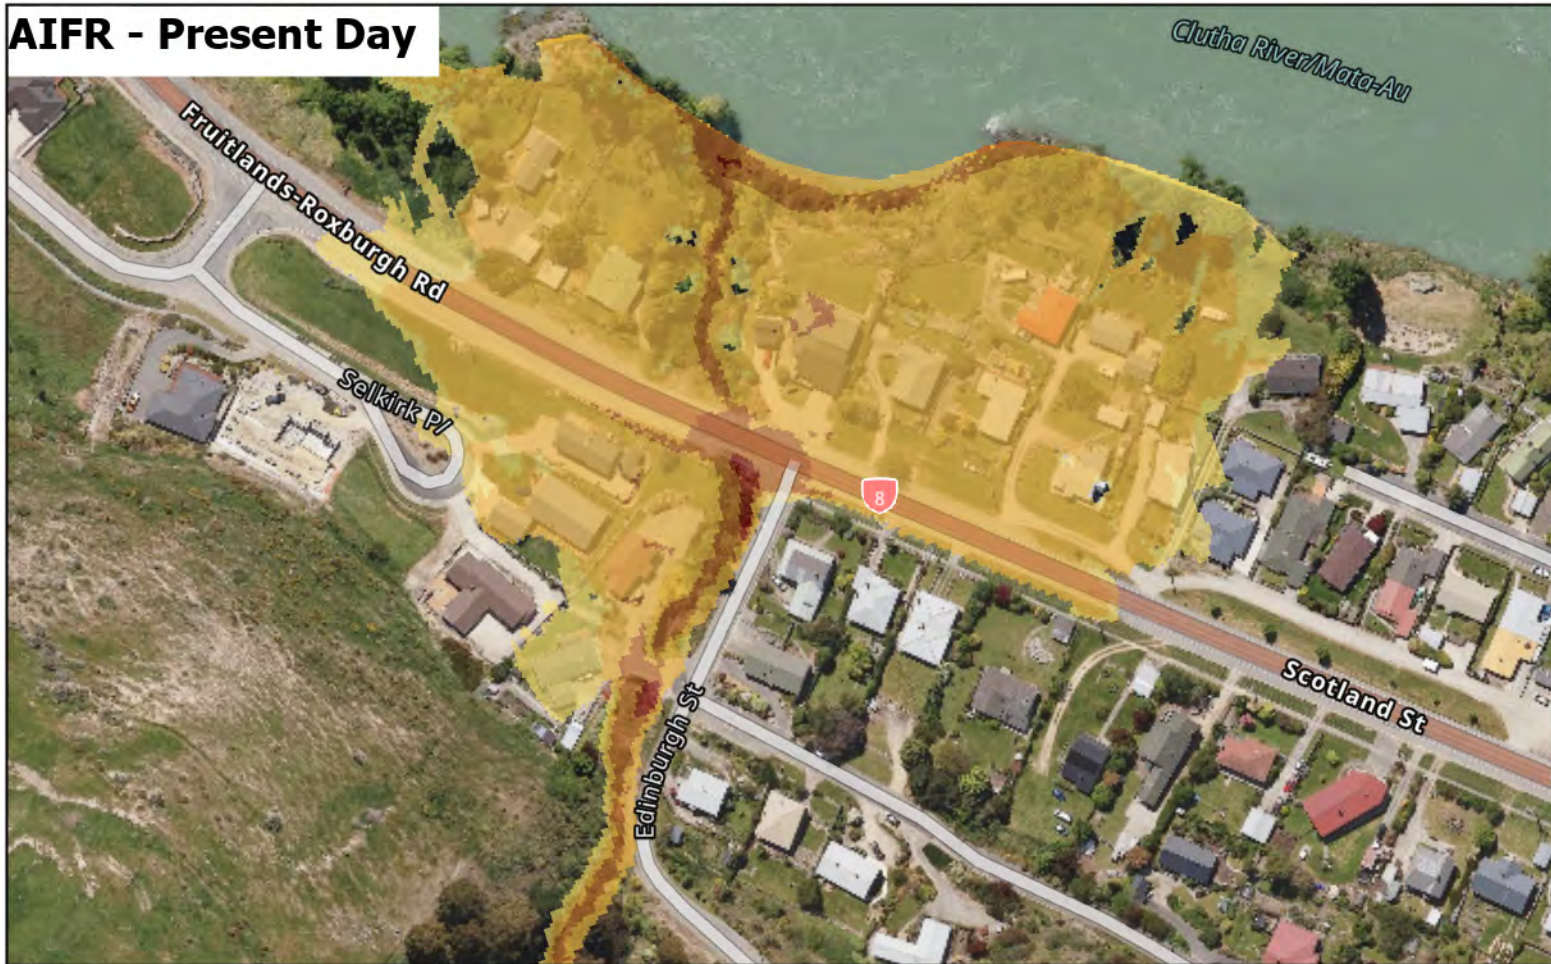 AIFR - Present Day
Clutha River/Mata-Au
Fruitlands-Roxburgh Rd
Selkirk Pl
8
Edinburgh St
Scotland St